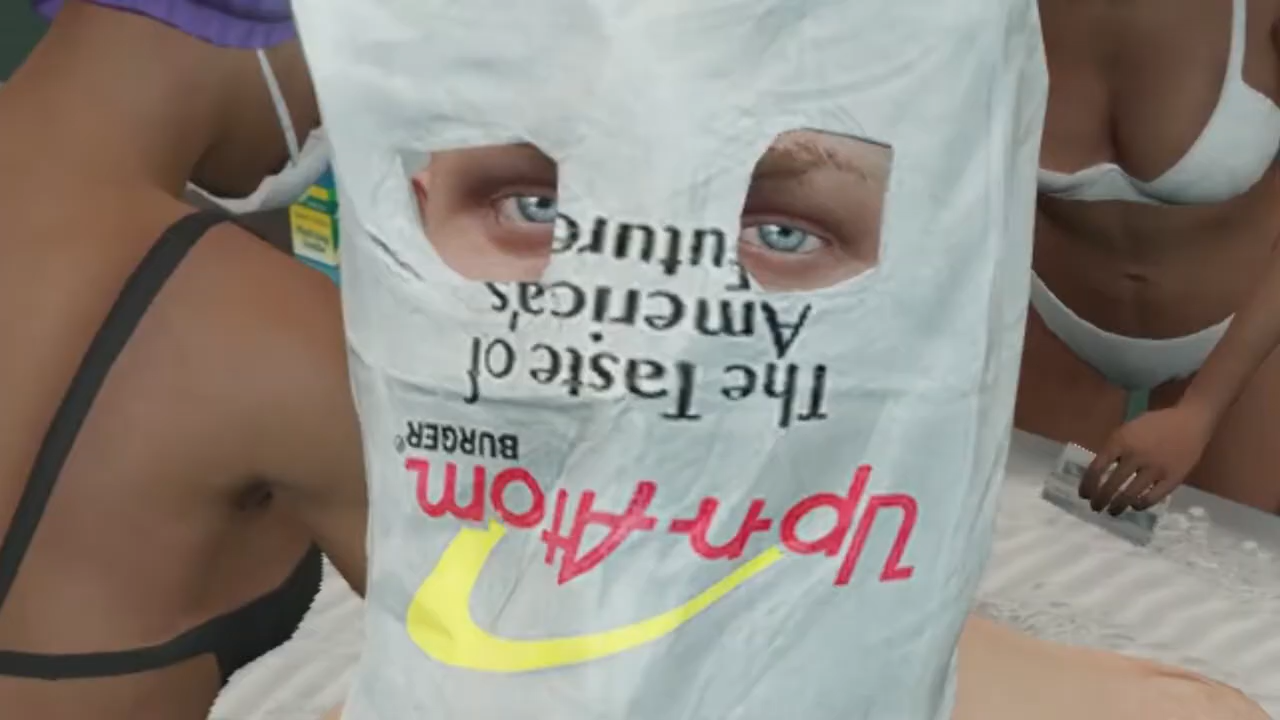 Up-n-Atom
BURGER®
The Taste of
America's
Future